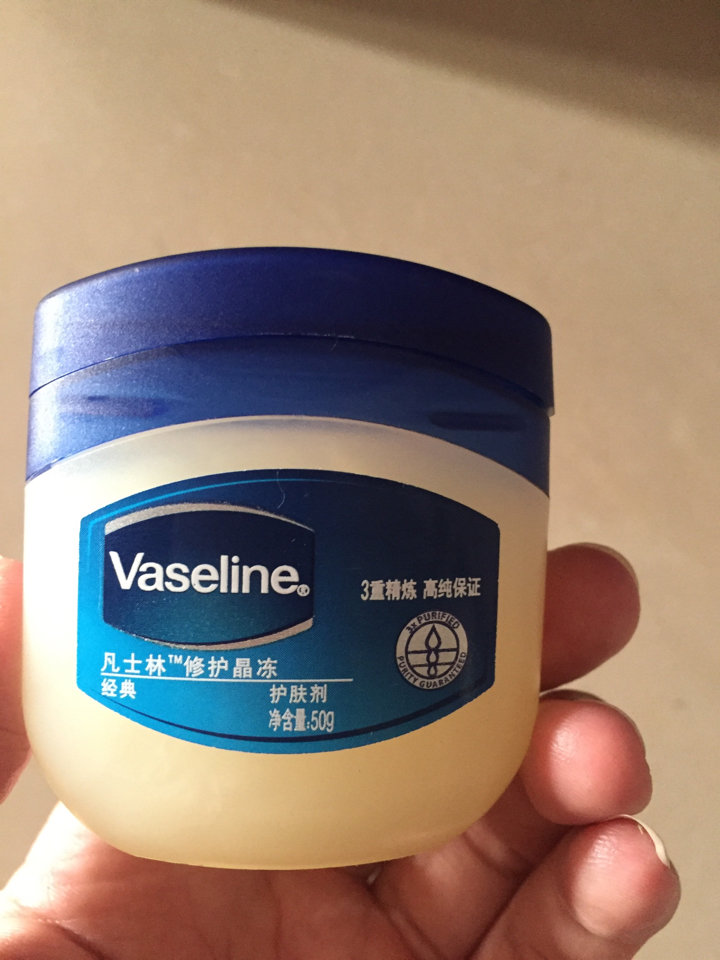 Vaseline®
3重精炼 高纯保证
3x PURIFIED
PURITY GUARANTEED
凡士林™修护晶冻
经典
护肤剂
净含量:50g